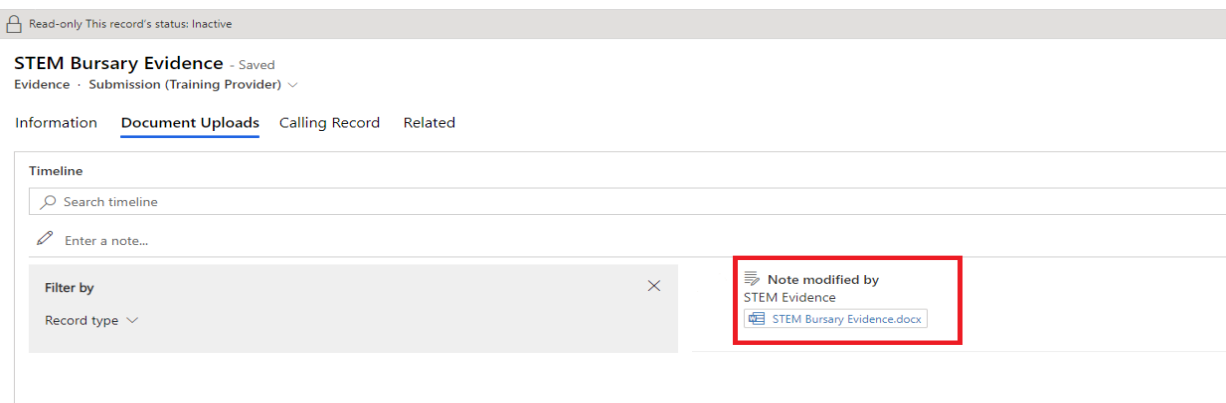 Read-only This record's status: Inactive
STEM Bursary Evidence - Saved
Evidence · Submission (Training Provider)
Information Document Uploads Calling Record Related
Timeline
Search timeline
Enter a note...
Filter by
Record type
Note modified by
STEM Evidence
STEM Bursary Evidence.docx